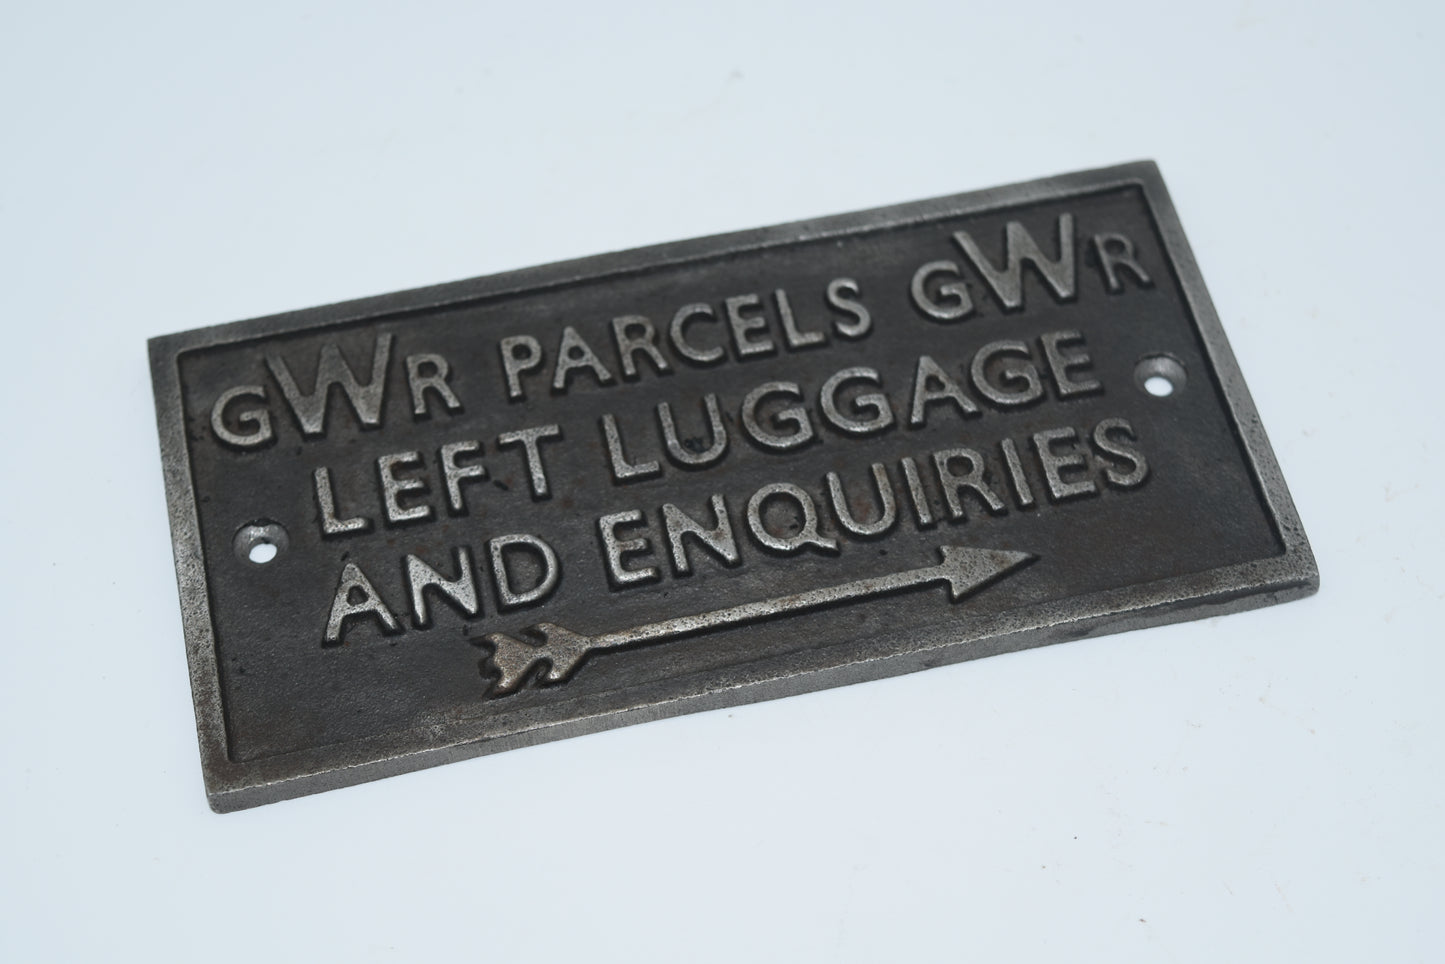 GWR PARCELS GWR
LEFT LUGGAGE
AND ENQUIRIES